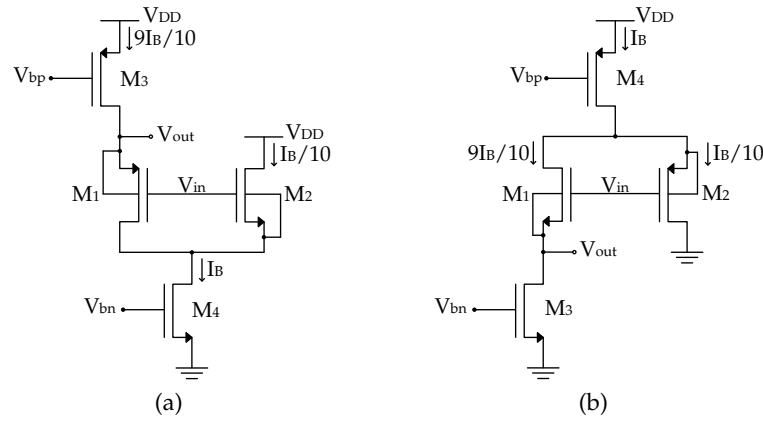 VDD
9IB/10
Vbp
M3
Vout
VDD
IB/10
M1
Vin
M2
IB
Vbn
M4
(a)
VDD
IB
Vbp
M4
9IB/10
IB/10
M1
Vin
M2
Vout
Vbn
M3
(b)